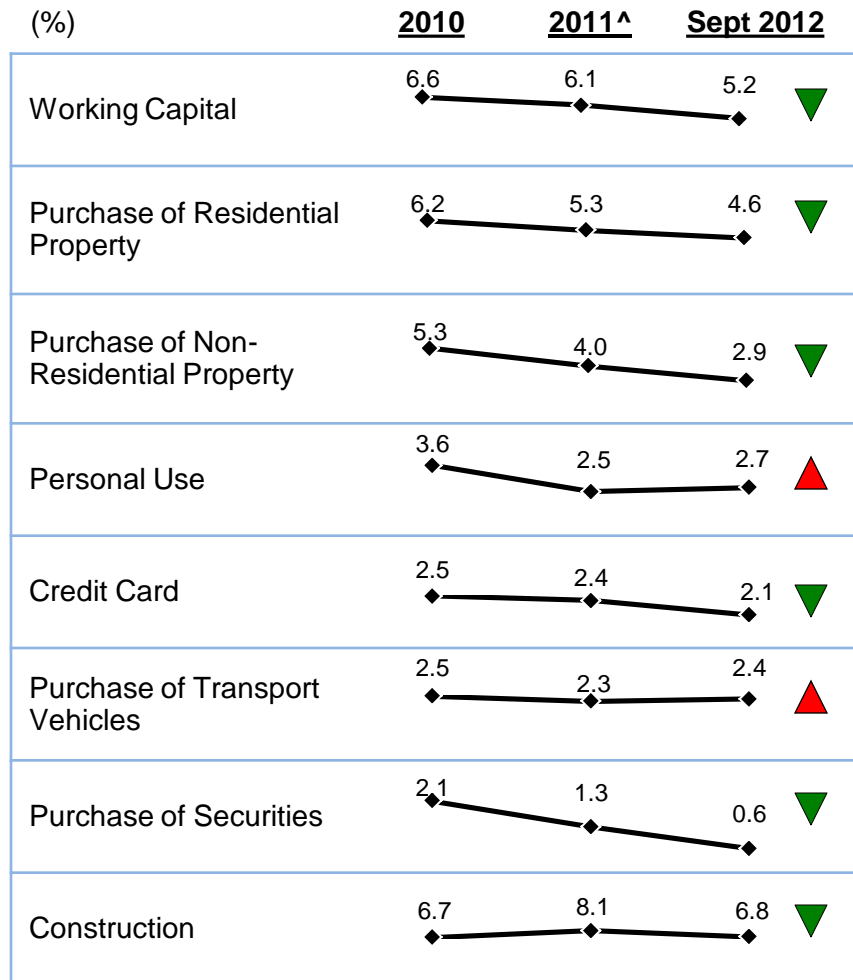 (%) 2010 2011^ Sept 2012
Working Capital 6.6 6.1 5.2
Purchase of Residential
Property 6.2 5.3 4.6
Purchase of Non-
Residential Property 5.3 4.0 2.9
Personal Use 3.6 2.5 2.7
Credit Card 2.5 2.4 2.1
Purchase of Transport
Vehicles 2.5 2.3 2.4
Purchase of Securities 2.1 1.3 0.6
Construction 6.7 8.1 6.8